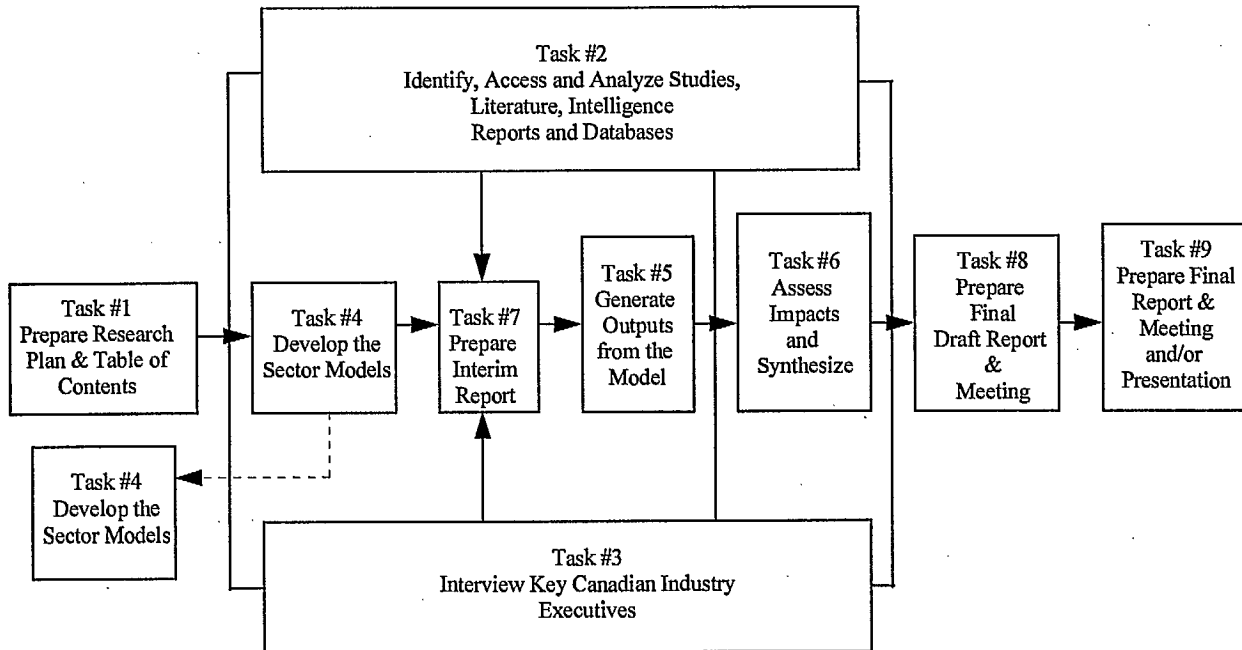 Task #2
Identify, Access and Analyze Studies,
Literature, Intelligence
Reports and Databases
Task #1
Prepare Research
Plan & Table of
Contents
Task #4
Develop the
Sector Models
Task #7
Prepare
Interim
Report
Task #5
Generate
Outputs
from the
Model
Task #6
Assess
Impacts
and
Synthesize
Task #8
Prepare
Final
Draft Report
&
Meeting
Task #9
Prepare Final
Report &
Meeting
and/or
Presentation
Task #4
Develop the
Sector Models
Task #3
Interview Key Canadian Industry
Executives